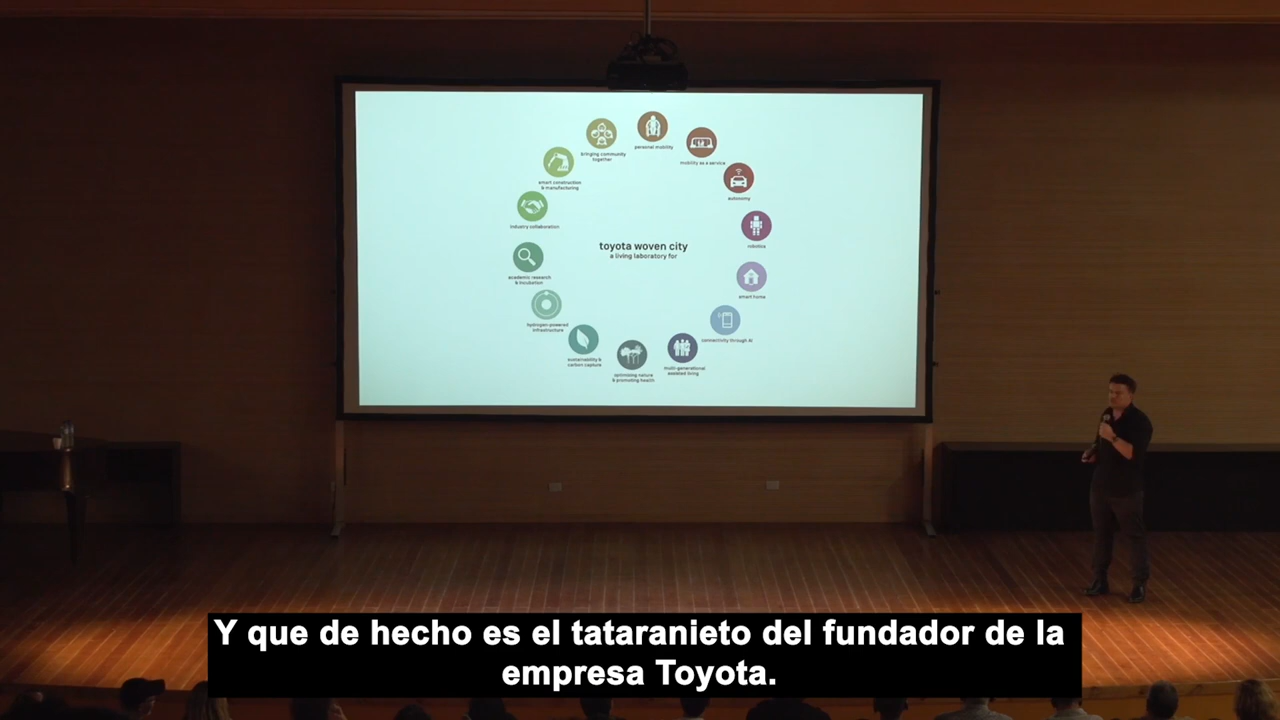 personal mobility
mobility as a service
autonomy
robotics
smart home
connectivity through AI
multi-generational
assisted living
optimising nature
& promoting health
sustainability &
carbon capture
hydrogen-powered
infrastructure
academic research
& incubation
industry collaboration
smart construction
& manufacturing
bringing community
together
toyota woven city
a living laboratory for
Y que de hecho es el tataranieto del fundador de la
empresa Toyota.